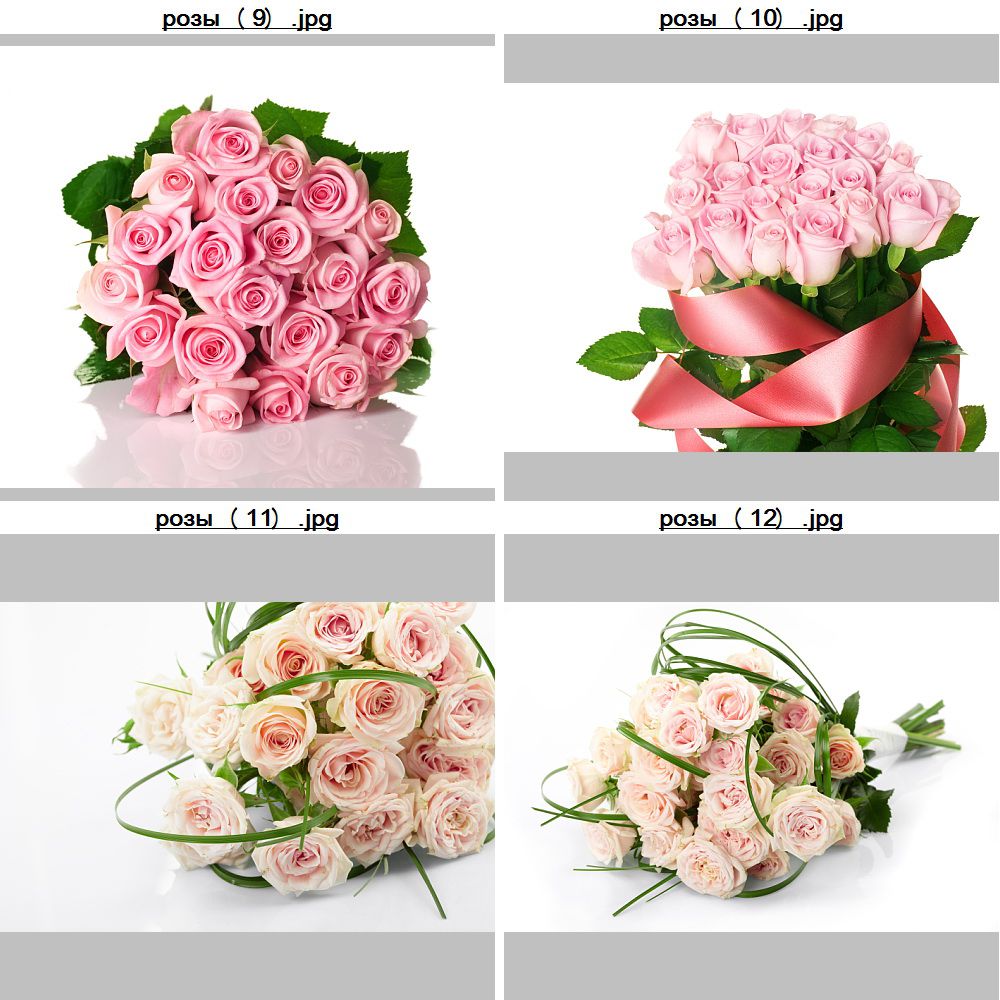 розы ( 9) .jpg
розы ( 10) .jpg
розы ( 11) .jpg
розы ( 12) .jpg